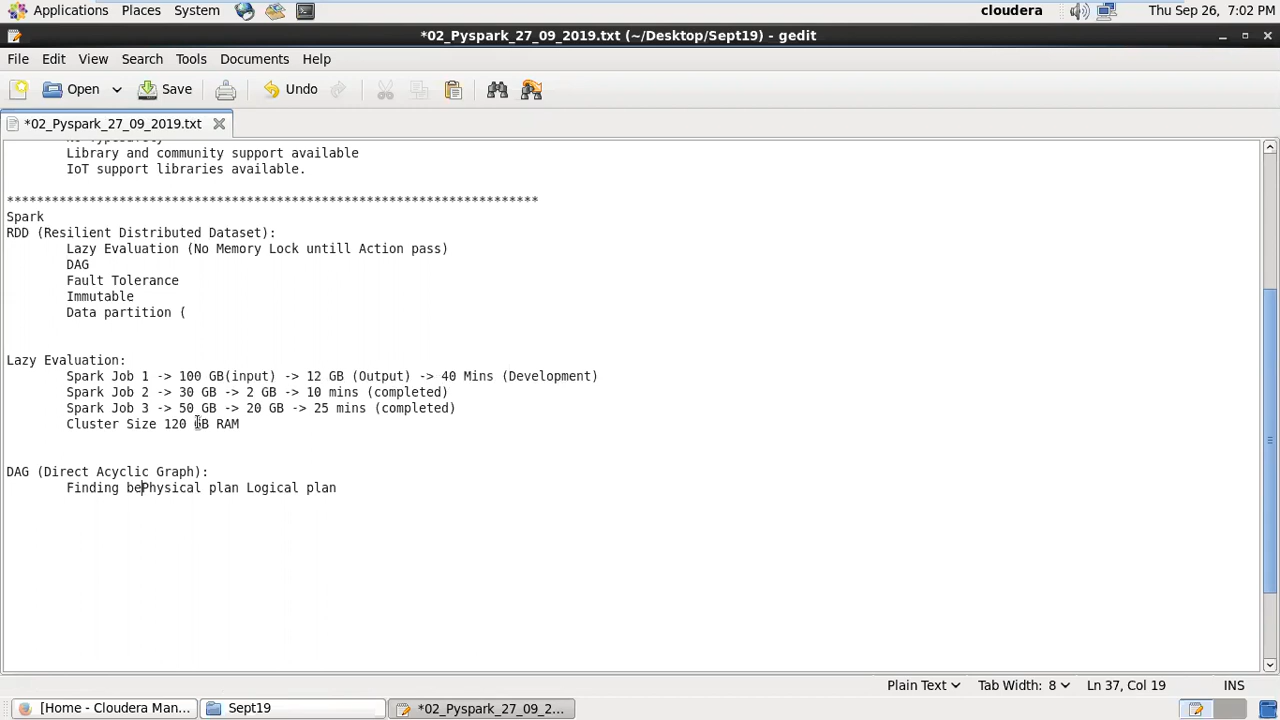 Applications Places System cloudera Thu Sep 26, 7:02 PM
*02_Pyspark_27_09_2019.txt (~/Desktop/Sept19) - gedit
File Edit View Search Tools Documents Help
Open Save Undo
*02_Pyspark_27_09_2019.txt
Library and community support available
IoT support libraries available.
***********************************************************************
Spark
RDD (Resilient Distributed Dataset):
Lazy Evaluation (No Memory Lock untill Action pass)
DAG
Fault Tolerance
Immutable
Data partition (
Lazy Evaluation:
Spark Job 1 -> 100 GB(input) -> 12 GB (Output) -> 40 Mins (Development)
Spark Job 2 -> 30 GB -> 2 GB -> 10 mins (completed)
Spark Job 3 -> 50 GB -> 20 GB -> 25 mins (completed)
Cluster Size 120 GB RAM
DAG (Direct Acyclic Graph):
Finding bePhysical plan Logical plan
Plain Text Tab Width: 8 Ln 37, Col 19 INS
[Home - Cloudera Man... Sept19 *02_Pyspark_27_09_2...